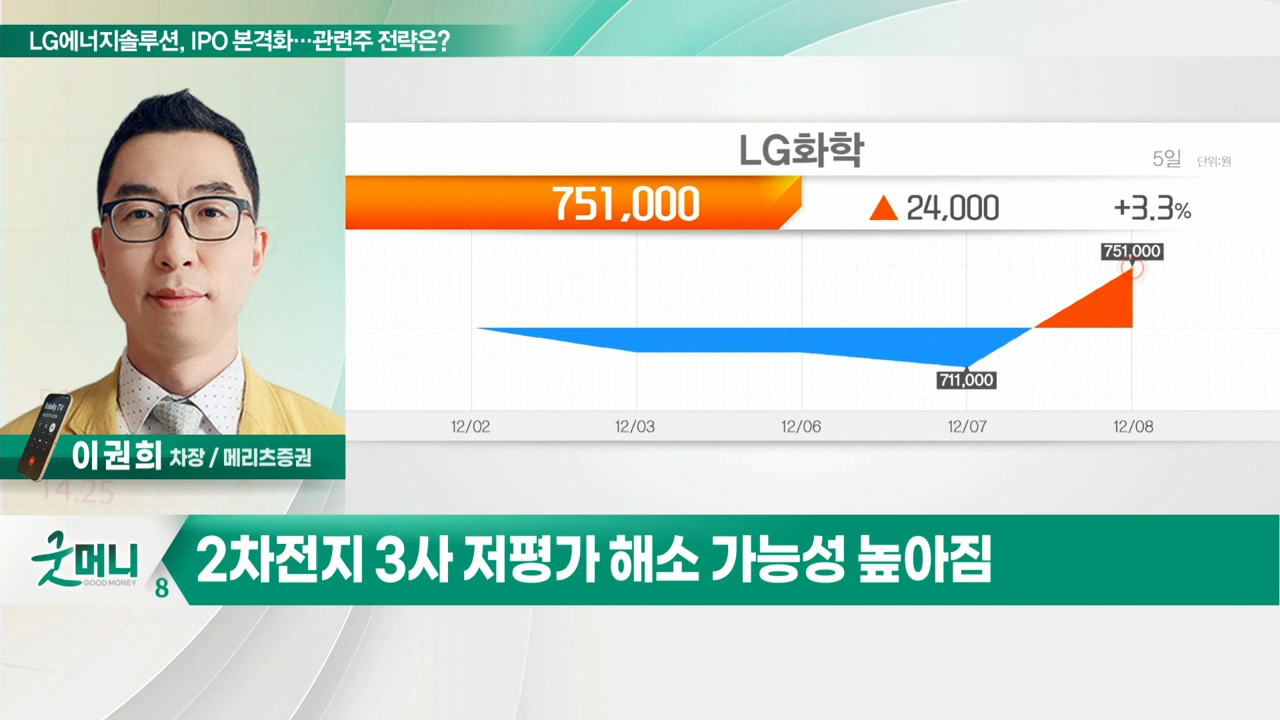 LG에너지솔루션, IPO 본격화…관련주 전략은?
LG화학
5일 단위:원
751,000 ▲ 24,000 +3.3%
751,000
711,000
12/02 12/03 12/06 12/07 12/08
Edaily TV
이권희 차장 / 메리츠증권
14.25
굿머니
GOOD MONEY
8
2차전지 3사 저평가 해소 가능성 높아짐